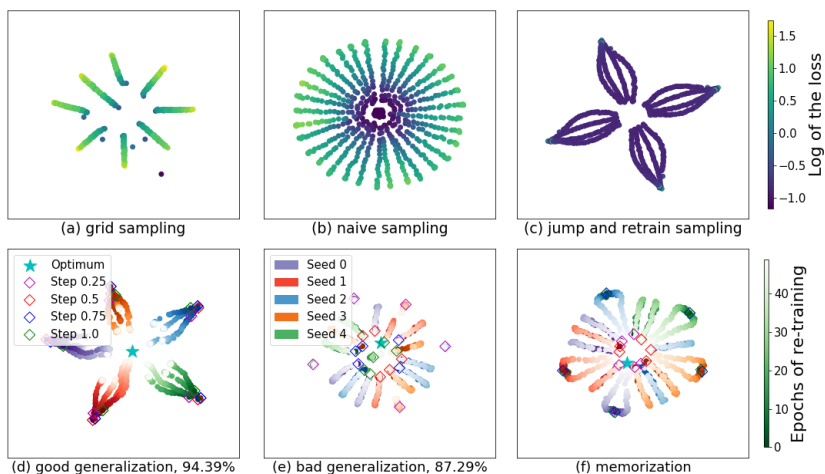 (a) grid sampling
(b) naive sampling
(c) jump and retrain sampling
1.5
1.0
0.5
0.0
−0.5
−1.0
Log of the loss
Optimum
Step 0.25
Step 0.5
Step 0.75
Step 1.0
Seed 0
Seed 1
Seed 2
Seed 3
Seed 4
40
30
20
10
0
Epochs of re-training
(d) good generalization, 94.39%
(e) bad generalization, 87.29%
(f) memorization